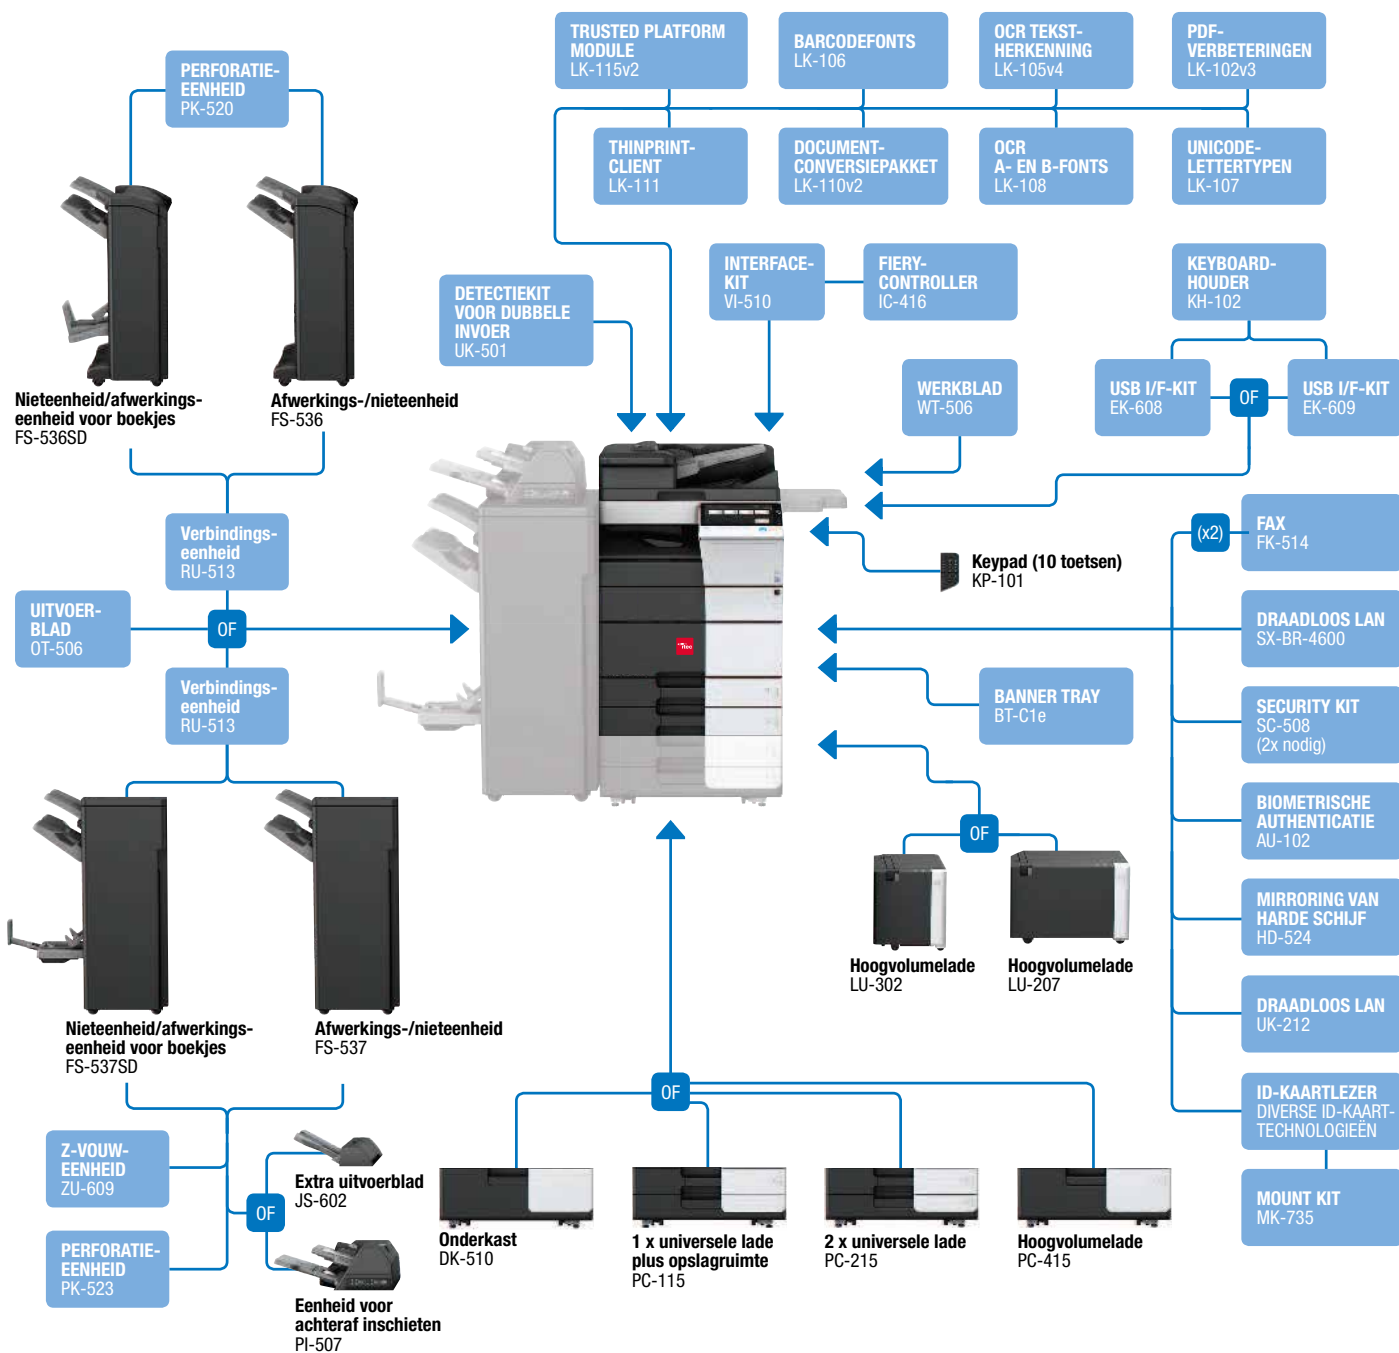 TRUSTED PLATFORM
MODULE
LK-115v2
BARCODEFONTS
LK-106
OCR TEKST-
HERKENNING
LK-105v4
PDF-
VERBETERINGEN
LK-102v3
PERFORATIE-
EENHEID
PK-520
THINPRINT-
CLIENT
LK-111
DOCUMENT-
CONVERSIEPAKKET
LK-110v2
OCR
A- EN B-FONTS
LK-108
UNICODE-
LETTERTYPEN
LK-107
DETECTIEKIT
VOOR DUBBELE
INVOER
UK-501
INTERFACE-
KIT
VI-510
FIERY-
CONTROLLER
IC-416
KEYBOARD-
HOUDER
KH-102
Nieteenheid/afwerkings-
eenheid voor boekjes
FS-536SD
Afwerkings-/nieteenheid
FS-536
WERKBLAD
WT-506
USB I/F-KIT
EK-608
OF
USB I/F-KIT
EK-609
Verbindings-
eenheid
RU-513
Keypad (10 toetsen)
KP-101
(x2)
FAX
FK-514
UITVOER-
BLAD
OT-506
OF
DRAADLOOS LAN
SX-BR-4600
Verbindings-
eenheid
RU-513
BANNER TRAY
BT-C1e
SECURITY KIT
SC-508
(2x nodig)
BIOMETRISCHE
AUTHENTICATIE
AU-102
OF
MIRRORING VAN
HARDE SCHIJF
HD-524
Hoogvolumelade
LU-302
Hoogvolumelade
LU-207
DRAADLOOS LAN
UK-212
Nieteenheid/afwerkings-
eenheid voor boekjes
FS-537SD
Afwerkings-/nieteenheid
FS-537
OF
ID-KAARTLEZER
DIVERSE ID-KAART-
TECHNOLOGIEËN
MOUNT KIT
MK-735
Z-VOUW-
EENHEID
ZU-609
OF
Extra uitvoerblad
JS-602
PERFORATIE-
EENHEID
PK-523
Eenheid voor
achteraf inschieten
PI-507
Onderkast
DK-510
1 x universele lade
plus opslagruimte
PC-115
2 x universele lade
PC-215
Hoogvolumelade
PC-415